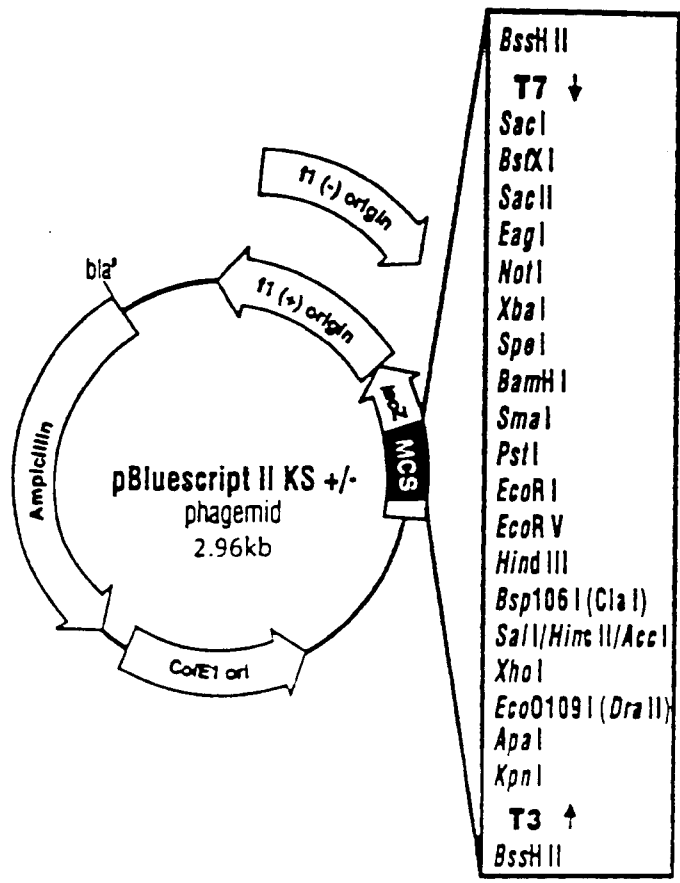 f1 (-) origin
f1 (+) origin
bla'
lacZ
MCS
Ampicillin
pBluescript II KS +/-
phagemid
2.96kb
ColE1 ori
BssH II
T7 ↓
Sac I
BstX I
Sac II
Eag I
Not I
Xba I
Spe I
BamH I
Sma I
Pst I
EcoR I
EcoR V
Hind III
Bsp106 I (Cla I)
Sal I/Hinc II/Acc I
Xho I
EcoO109 I (Dra II)
Apa I
Kpn I
T3 ↑
BssH II